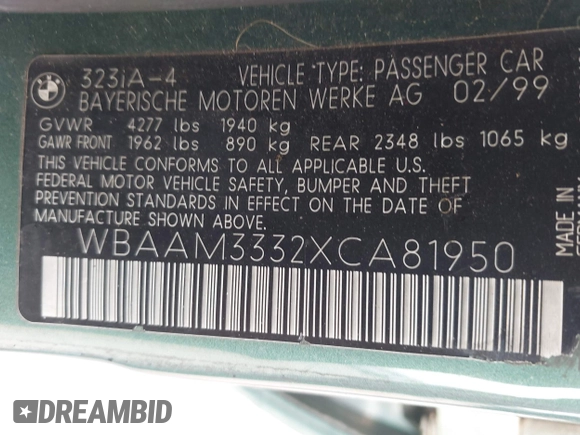 BMW
323iA-4 VEHICLE TYPE: PASSENGER CAR
BAYERISCHE MOTOREN WERKE AG 02/99
GVWR 4277 lbs 1940 kg
GAWR FRONT 1962 lbs 890 kg REAR 2348 lbs 1065 kg
THIS VEHICLE CONFORMS TO ALL APPLICABLE U.S.
FEDERAL MOTOR VEHICLE SAFETY, BUMPER AND THEFT
PREVENTION STANDARDS IN EFFECT ON THE DATE OF
MANUFACTURE SHOWN ABOVE.
WBAAM3332XCA81950
MADE IN
DREAMBID